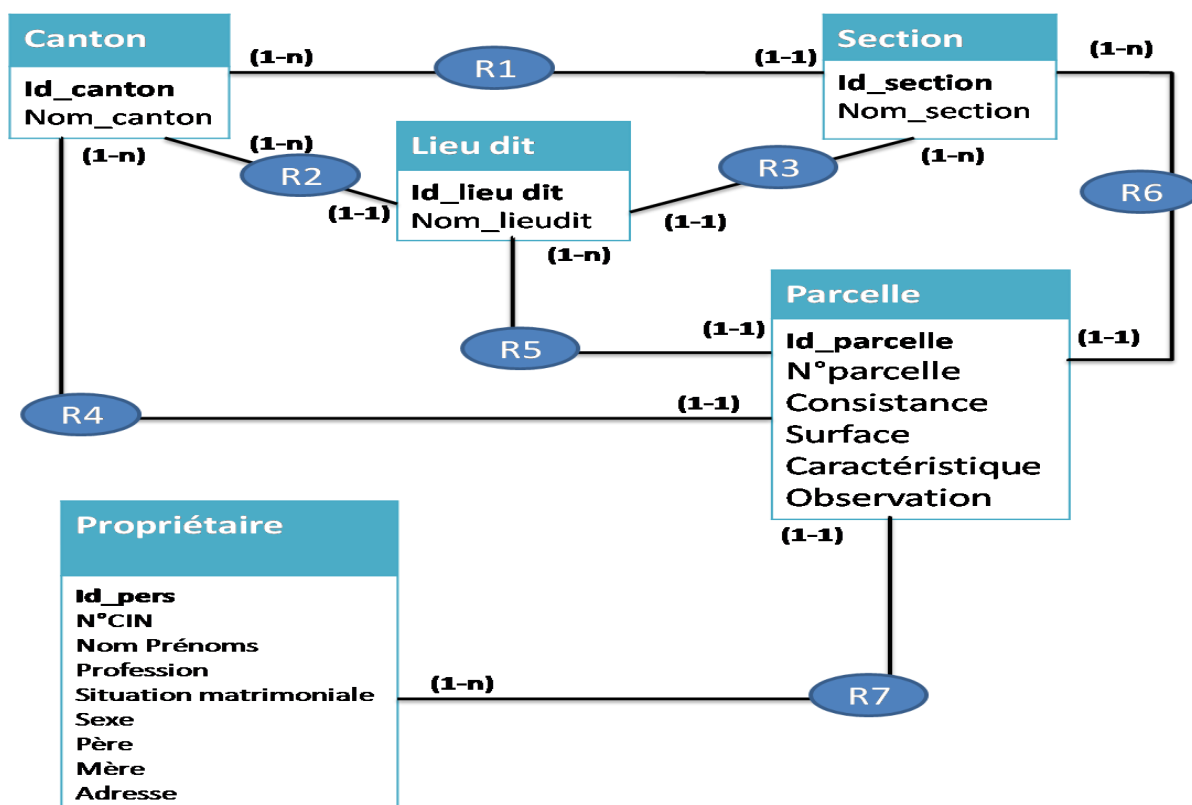 Canton
Id_canton
Nom_canton
(1-n)
R1
(1-1)
Section
Id_section
Nom_section
(1-n)
(1-n)
(1-n)
R2
(1-1)
Lieu dit
Id_lieu dit
Nom_lieudit
(1-1)
R3
(1-n)
R6
(1-n)
R5
(1-1)
Parcelle
Id_parcelle
N°parcelle
Consistance
Surface
Caractéristique
Observation
(1-1)
R4
(1-1)
(1-1)
Propriétaire
Id_pers
N°CIN
Nom Prénoms
Profession
Situation matrimoniale
Sexe
Père
Mère
Adresse
(1-n)
R7